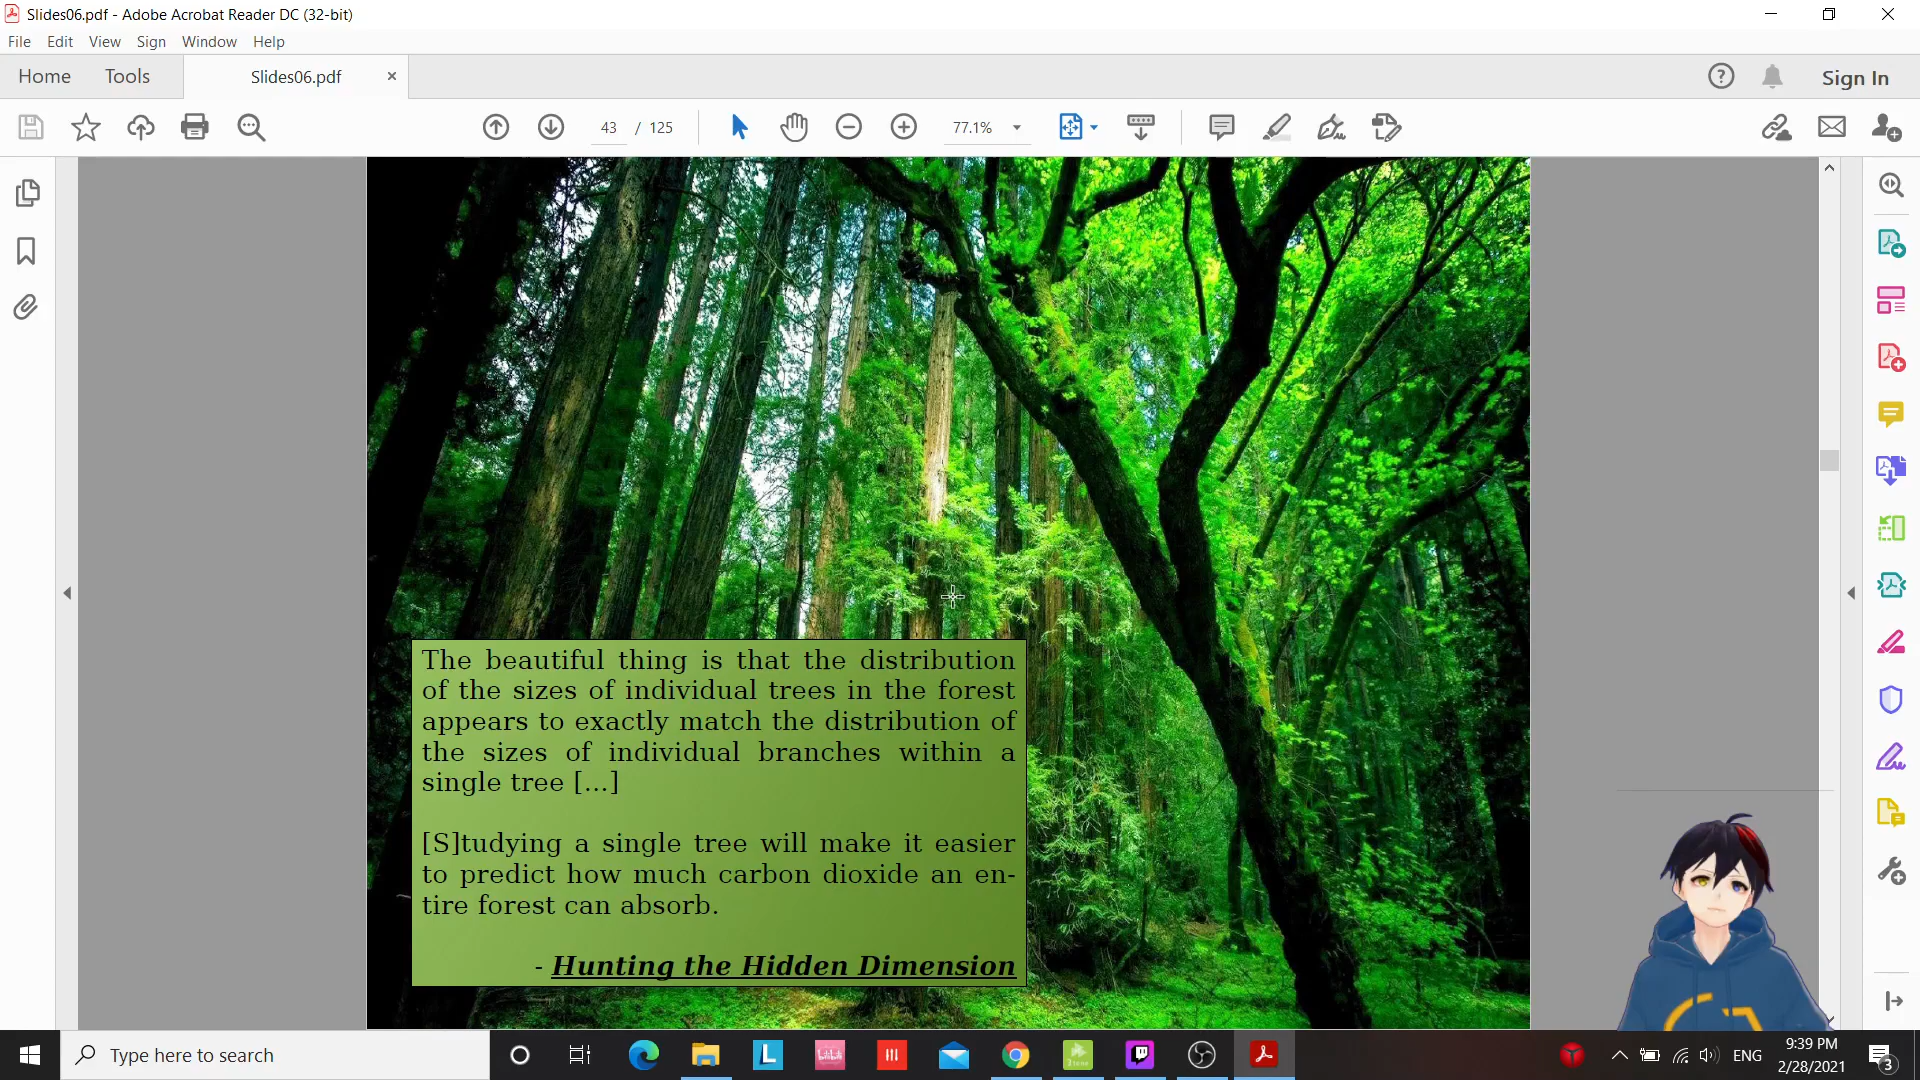 Slides06.pdf - Adobe Acrobat Reader DC (32-bit)
File Edit View Sign Window Help
Home Tools Slides06.pdf Sign In
43 / 125 77.1%
The beautiful thing is that the distribution
of the sizes of individual trees in the forest
appears to exactly match the distribution of
the sizes of individual branches within a
single tree [...]
[S]tudying a single tree will make it easier
to predict how much carbon dioxide an en-
tire forest can absorb.
- Hunting the Hidden Dimension
Type here to search
L
ENG
9:39 PM
2/28/2021
3